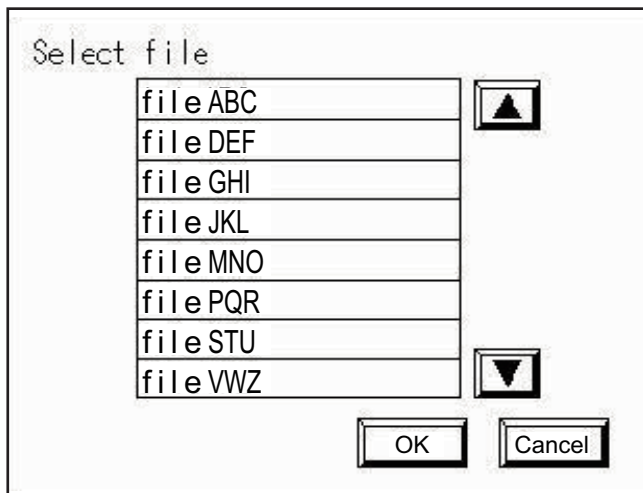 Select file
file ABC
file DEF
file GHI
file JKL
file MNO
file PQR
file STU
file VWZ
OK Cancel